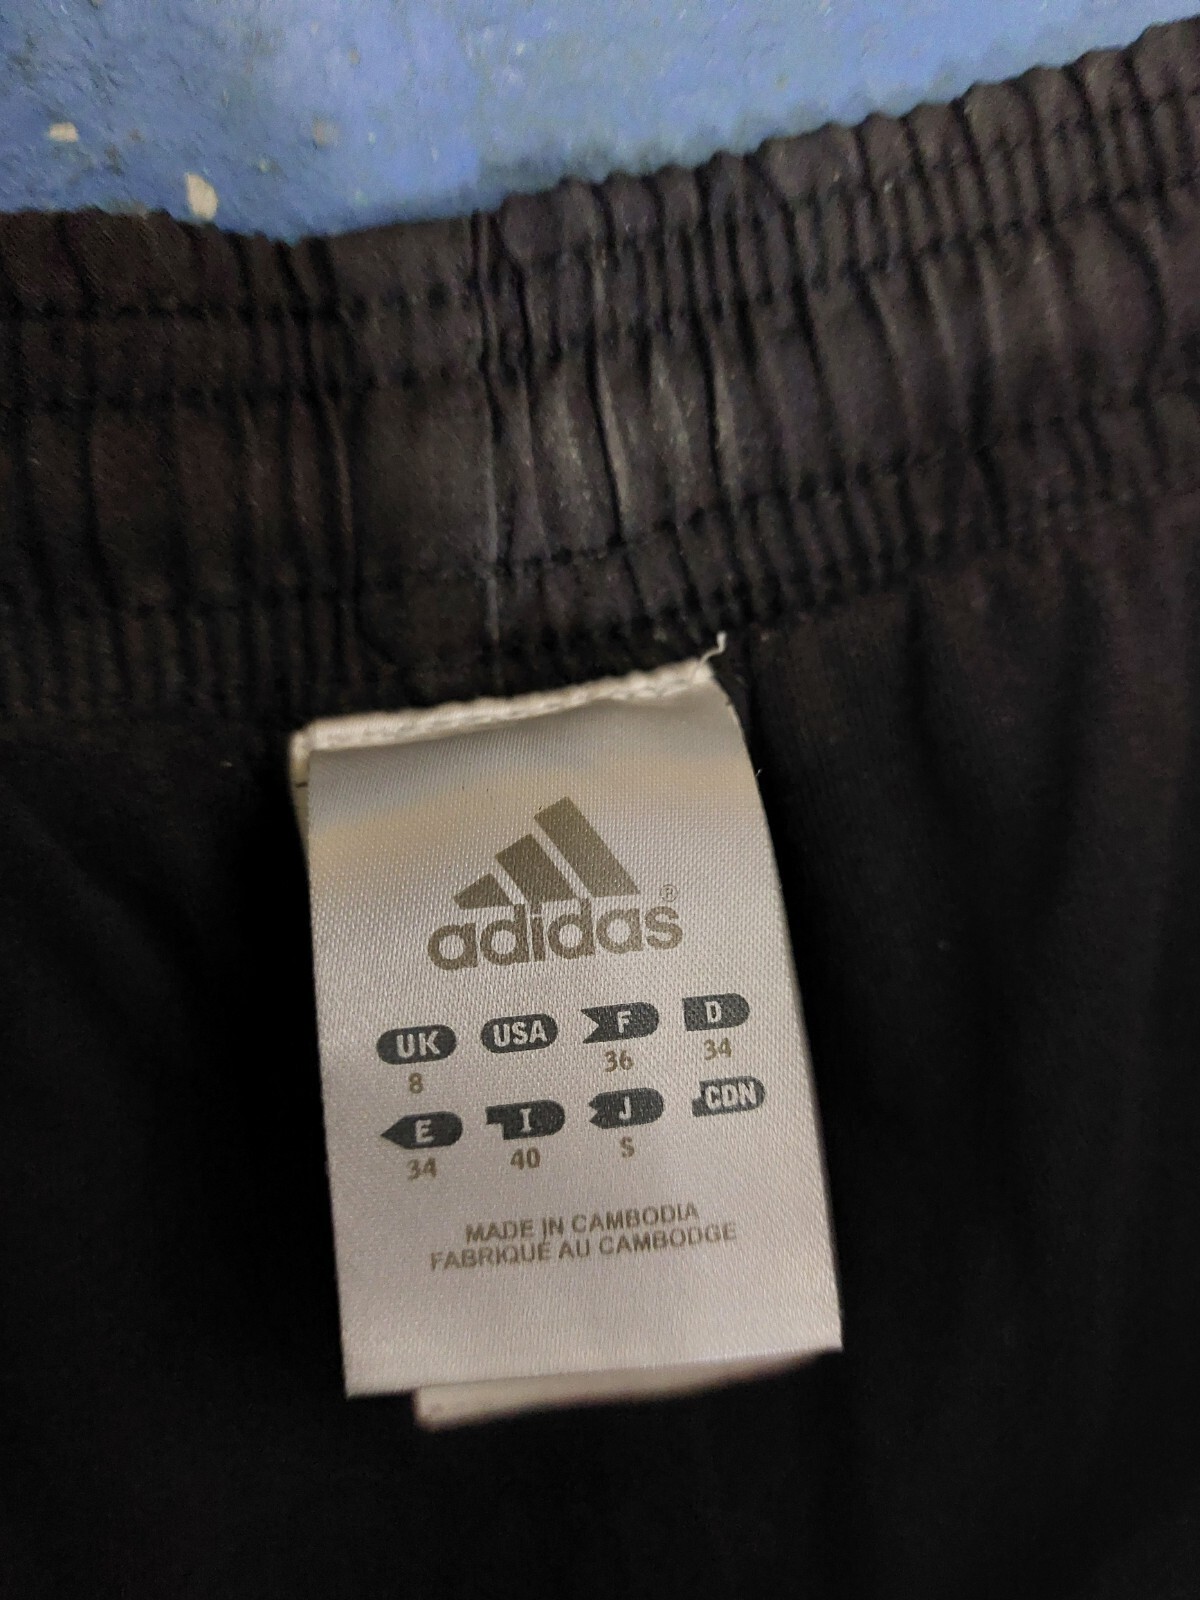 adidas®
UK USA F D
8 36 34
E I J CDN
34 40 S
MADE IN CAMBODIA
FABRIQUÉ AU CAMBODGE